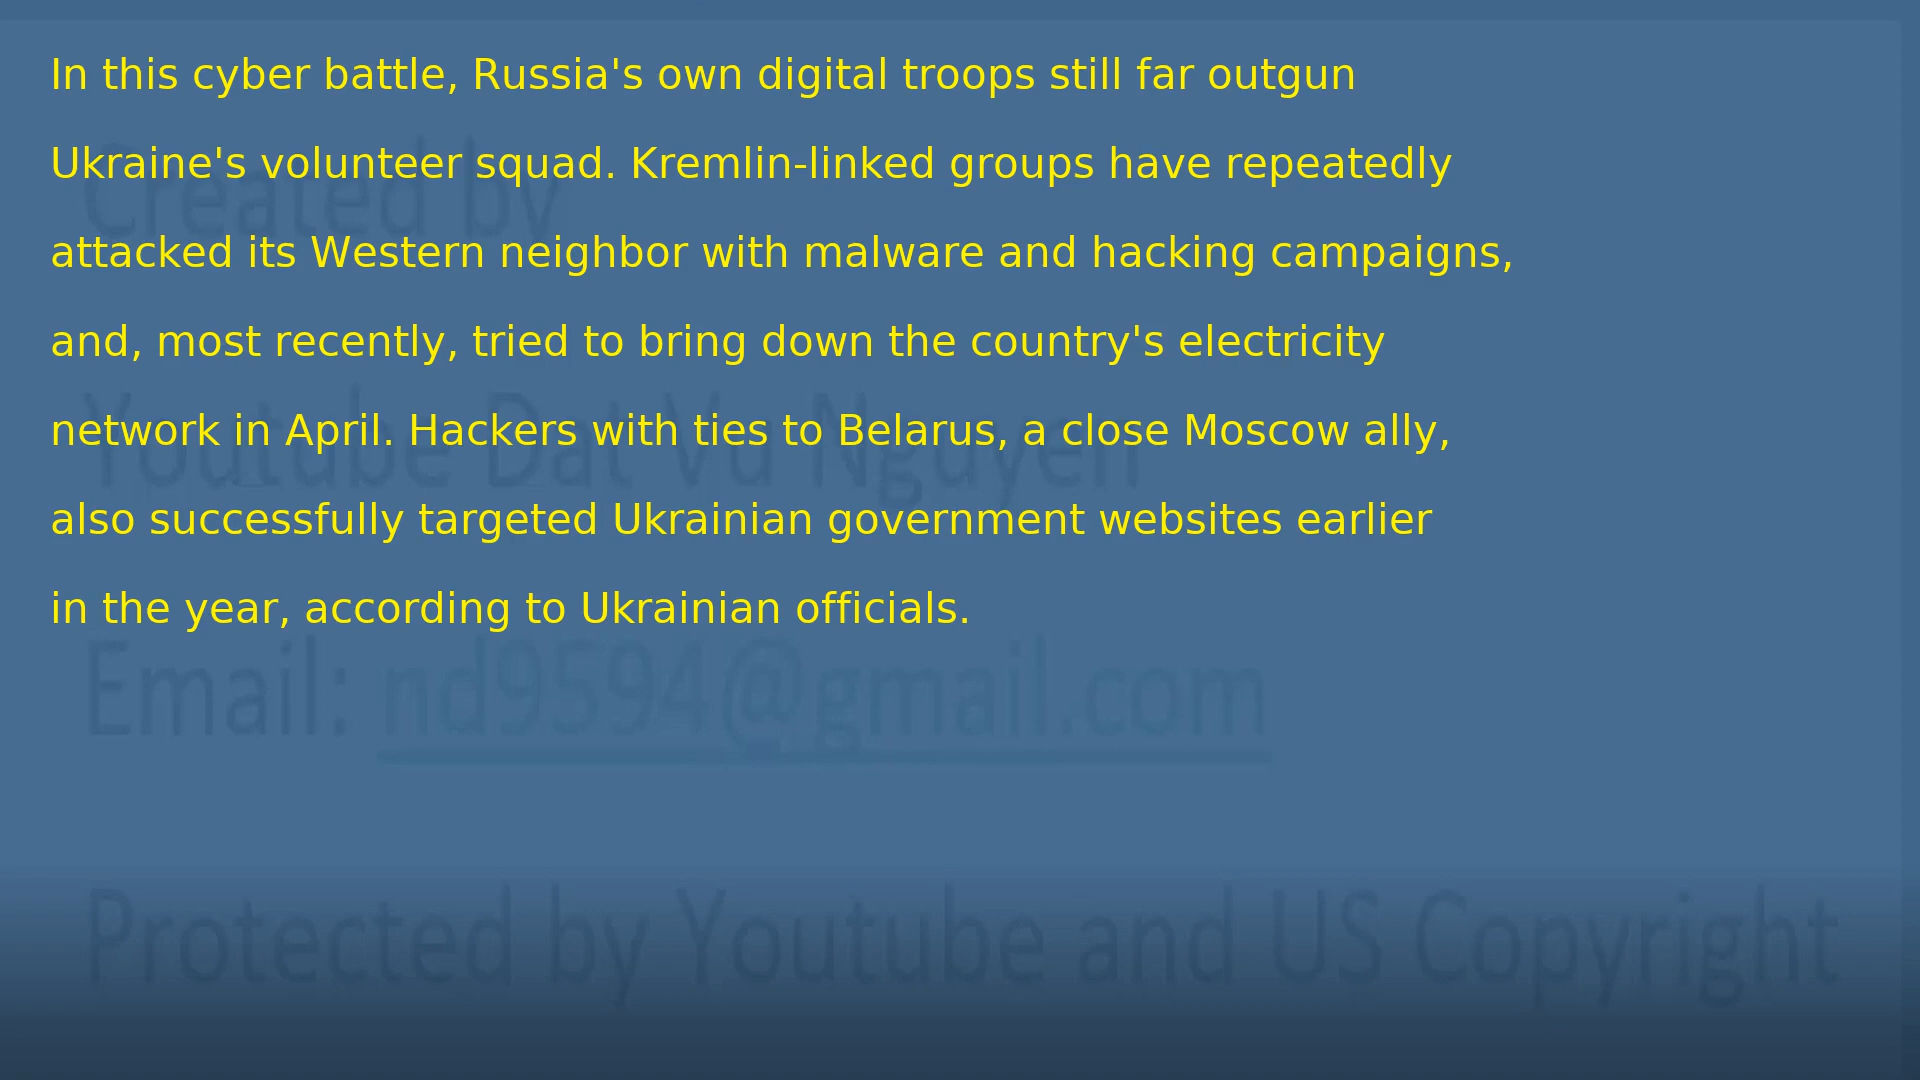 In this cyber battle, Russia's own digital troops still far outgun
Ukraine's volunteer squad. Kremlin-linked groups have repeatedly
Created by
attacked its Western neighbor with malware and hacking campaigns,
and, most recently, tried to bring down the country's electricity
network in April. Hackers with ties to Belarus, a close Moscow ally,
Youtube Dat Vu Nguyen
also successfully targeted Ukrainian government websites earlier
in the year, according to Ukrainian officials.
Email: nd9594@gmail.com
Protected by Youtube and US Copyright